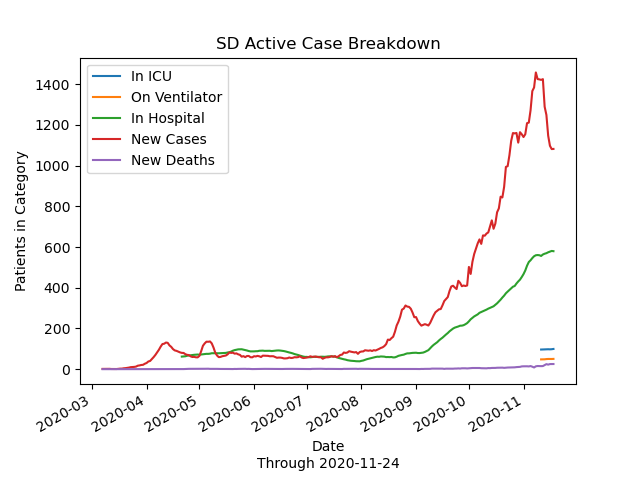 SD Active Case Breakdown
In ICU
On Ventilator
In Hospital
New Cases
New Deaths
Patients in Category
1400
1200
1000
800
600
400
200
0
2020-03
2020-04
2020-05
2020-06
2020-07
2020-08
2020-09
2020-10
2020-11
Date
Through 2020-11-24